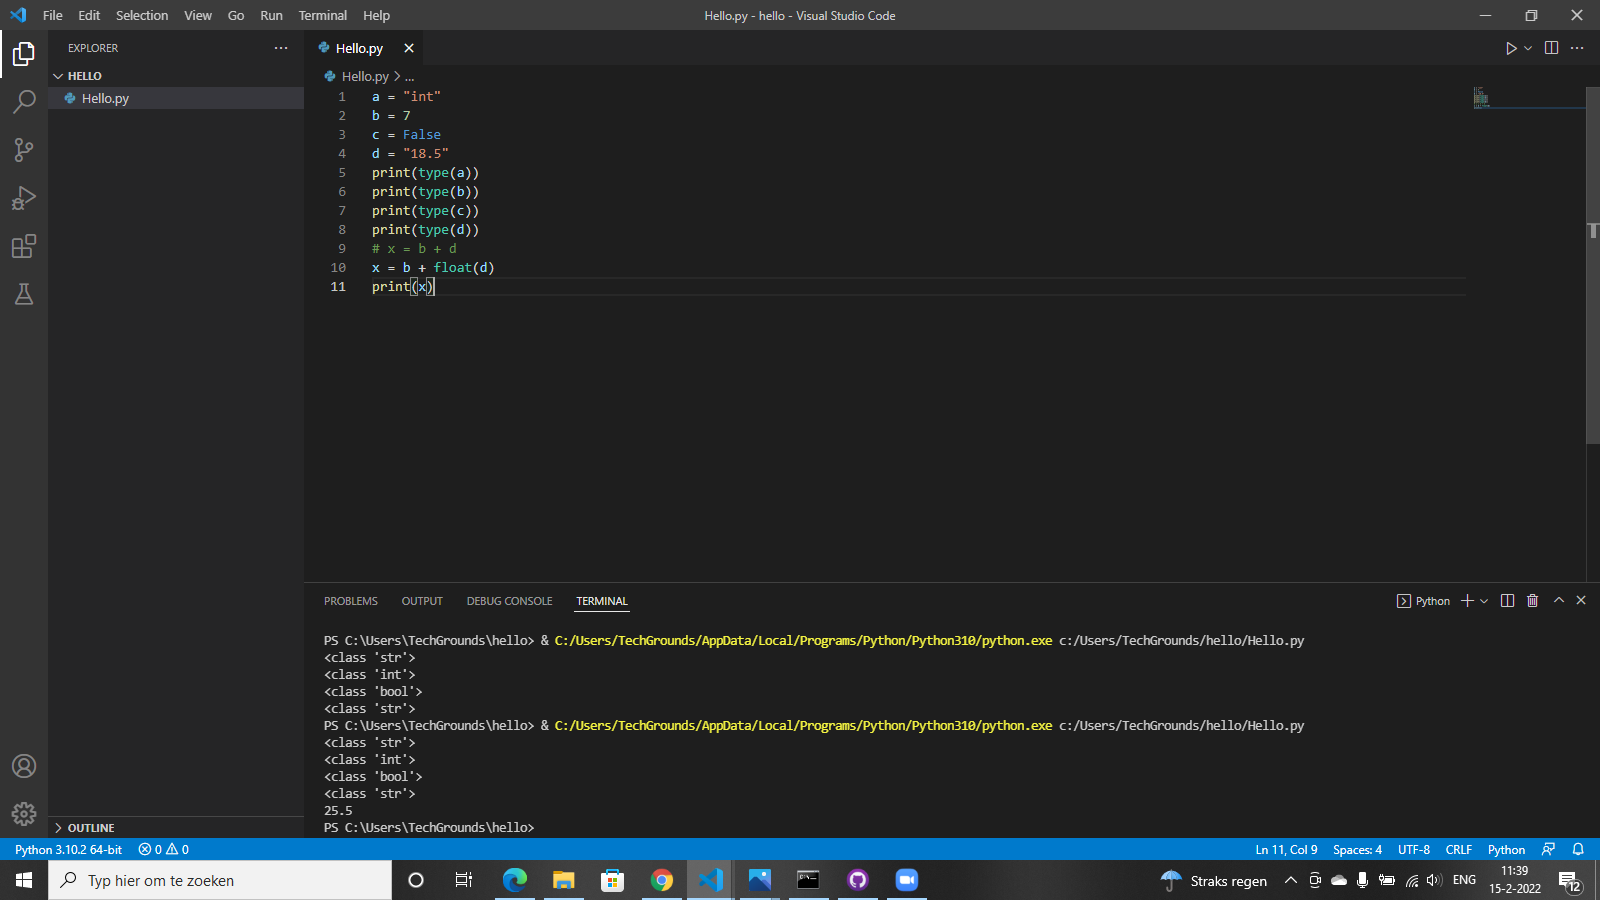 File Edit Selection View Go Run Terminal Help
Hello.py - hello - Visual Studio Code
EXPLORER
HELLO
Hello.py
OUTLINE
Hello.py
Hello.py > ...
1 a = "int"
2 b = 7
3 c = False
4 d = "18.5"
5 print(type(a))
6 print(type(b))
7 print(type(c))
8 print(type(d))
9 # x = b + d
10 x = b + float(d)
11 print(x)
PROBLEMS OUTPUT DEBUG CONSOLE TERMINAL
Python
PS C:\Users\TechGrounds\hello> & C:/Users/TechGrounds/AppData/Local/Programs/Python/Python310/python.exe c:/Users/TechGrounds/hello/Hello.py
<class 'str'>
<class 'int'>
<class 'bool'>
<class 'str'>
PS C:\Users\TechGrounds\hello> & C:/Users/TechGrounds/AppData/Local/Programs/Python/Python310/python.exe c:/Users/TechGrounds/hello/Hello.py
<class 'str'>
<class 'int'>
<class 'bool'>
<class 'str'>
25.5
PS C:\Users\TechGrounds\hello>
Python 3.10.2 64-bit 0 0
Ln 11, Col 9 Spaces: 4 UTF-8 CRLF Python
Typ hier om te zoeken
Straks regen
ENG
11:39
15-2-2022
12